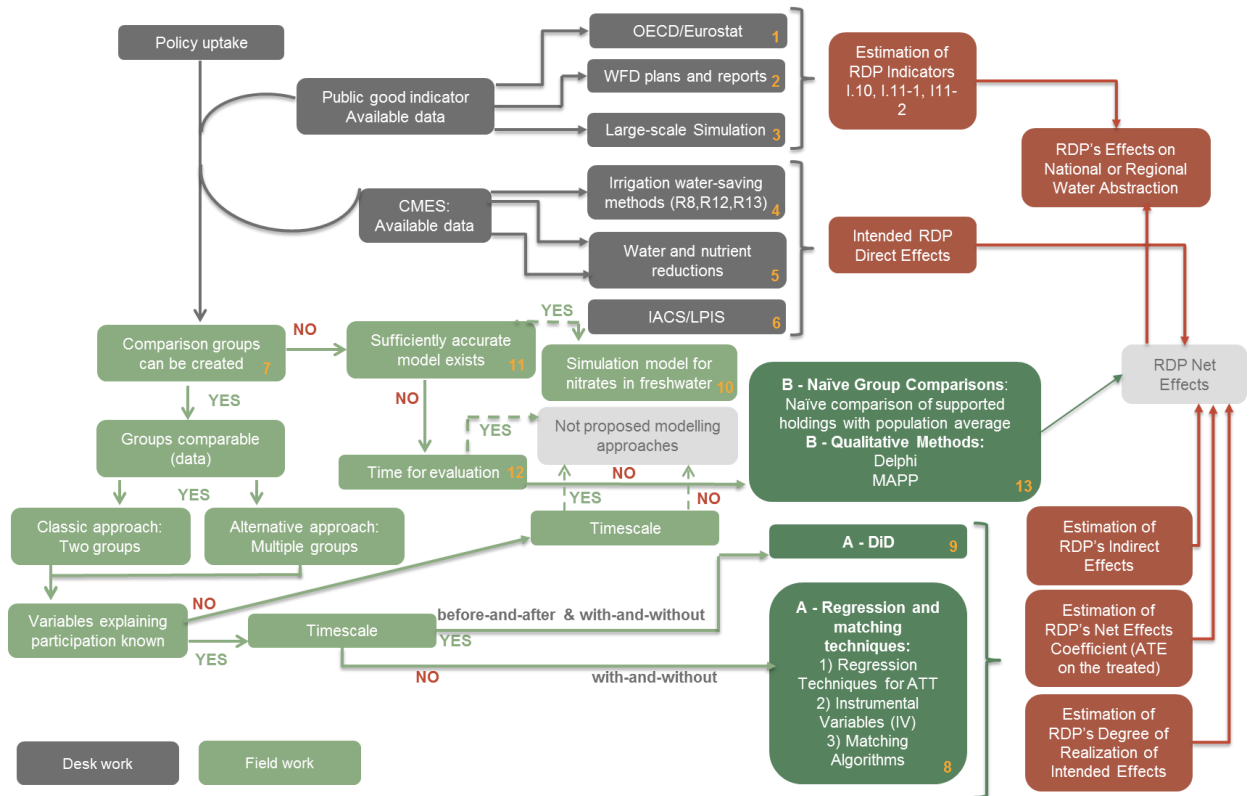 Policy uptake
OECD/Eurostat
1
WFD plans and reports
2
Large-scale Simulation
3
Public good indicator
Available data
Estimation of
RDP Indicators
I.10, I.11-1, I11-
2
RDP's Effects on
National or Regional
Water Abstraction
CMES:
Available data
Irrigation water-saving
methods (R8,R12,R13)
4
Water and nutrient
reductions
5
IACS/LPIS
6
Intended RDP
Direct Effects
Comparison groups
can be created
7
NO
Sufficiently accurate
model exists
11
YES
Simulation model for
nitrates in freshwater
10
RDP Net
Effects
YES
NO
Groups comparable
(data)
Time for evaluation
12
YES
Not proposed modelling
approaches
NO
B - Naïve Group Comparisons:
Naïve comparison of supported
holdings with population average
B - Qualitative Methods:
Delphi
MAPP
13
YES
Classic approach:
Two groups
Alternative approach:
Multiple groups
YES
NO
Timescale
Variables explaining
participation known
NO
YES
Timescale
before-and-after & with-and-without
YES
NO
with-and-without
A - DiD
9
A - Regression and
matching
techniques:
1) Regression
Techniques for ATT
2) Instrumental
Variables (IV)
3) Matching
Algorithms
8
Estimation of
RDP's Indirect
Effects
Estimation of
RDP's Net Effects
Coefficient (ATE
on the treated)
Estimation of
RDP's Degree of
Realization of
Intended Effects
Desk work
Field work